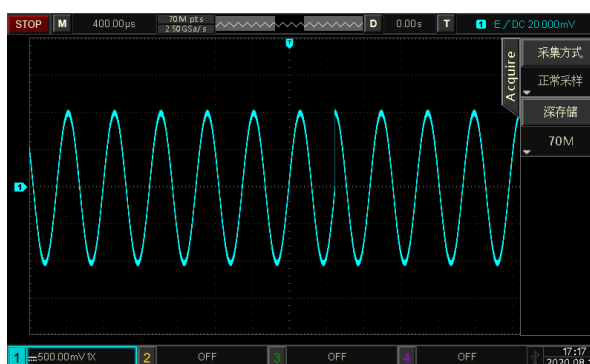 STOP M 400.00μs 70M pts D 0.00s T 1 E DC 20.000mV
2.50GSa/s
T
Acquire
采集方式
正常采样
深存储
70M
1
1 500.00mV 1X 2 OFF 3 OFF 4 OFF 17:17